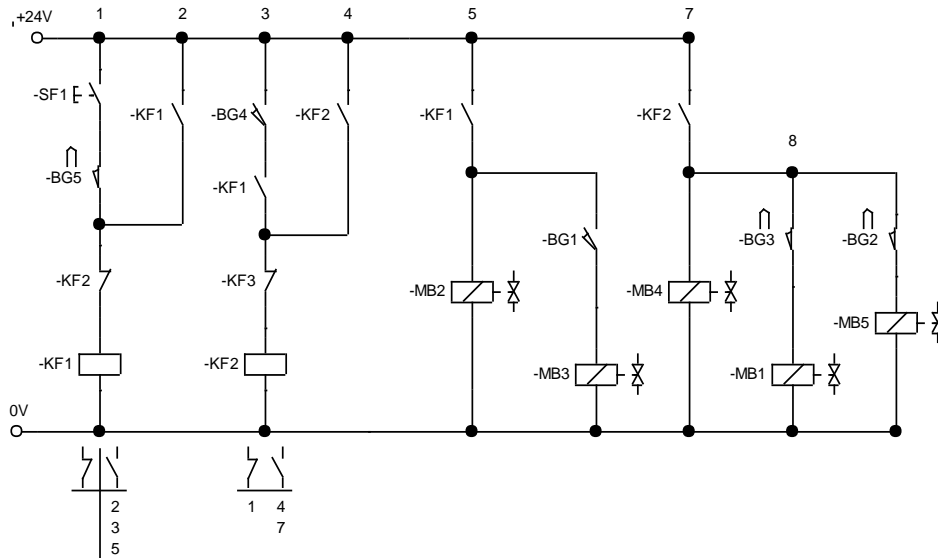 +24V 1 2 3 4 5 7
-SF1 -KF1 -BG4 -KF2 -KF1 -KF2
8
-BG5 -KF1
-BG1 -BG3 -BG2
-KF2 -KF3
-MB2 -MB4
-MB5
-KF1 -KF2 -MB3 -MB1
0V
2 1 4
3 7
5